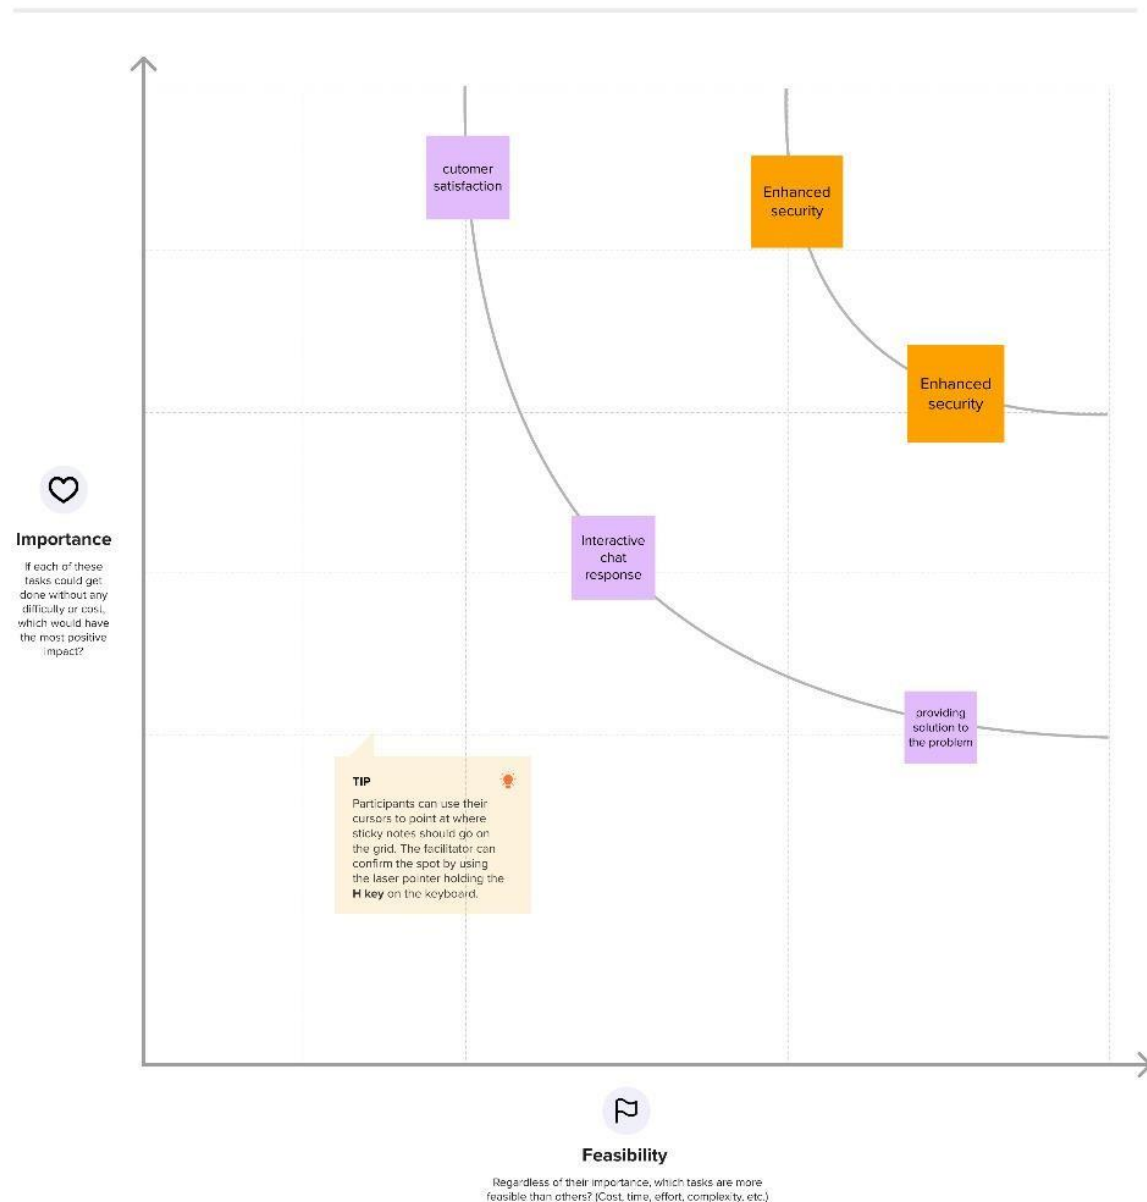 cutomer
satisfaction
Enhanced
security
Enhanced
security
Importance
If each of these
tasks could get
done without any
difficulty or cost,
which would have
the most positive
impact?
Interactive
chat
response
providing
solution to
the problem
TIP
Participants can use their
cursors to point at where
sticky notes should go on
the grid. The facilitator can
confirm the spot by using
the laser pointer holding the
H key on the keyboard.
Feasibility
Regardless of their importance, which tasks are more
feasible than others? (Cost, time, effort, complexity, etc.)